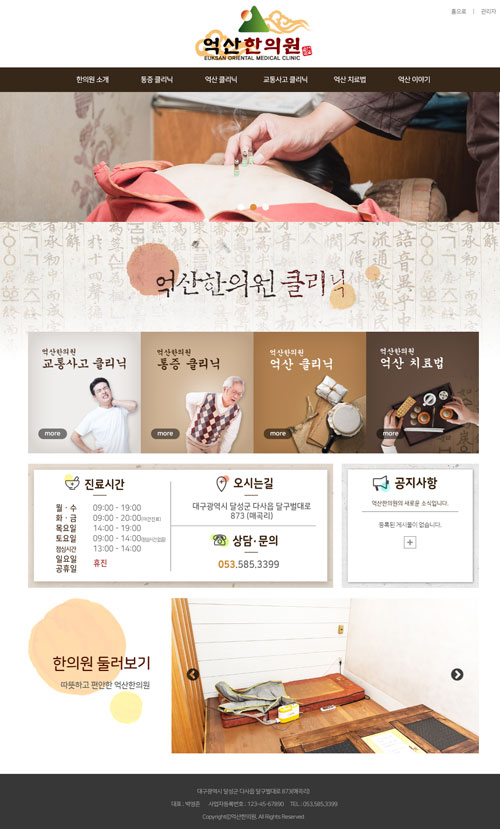 홈으로 | 관리자
억산한의원
EUKSAN ORIENTAL MEDICAL CLINIC
한의원 소개 통증 클리닉 억산 클리닉 교통사고 클리닉 억산 치료법 억산 이야기
억산한의원 클리닉
억산한의원 억산한의원 억산한의원 억산한의원
교통사고 클리닉 통증 클리닉 억산 클리닉 억산 치료법
more more more more
진료시간
월 · 수 09:00 - 19:00
화 · 금 09:00 - 20:00(야간진료)
목요일 14:00 - 19:00
토요일 09:00 - 14:00
점심시간 13:00 - 14:00
일요일
공휴일 휴진
오시는길
대구광역시 달성군 다사읍 달구벌대로
873 (매곡리)
상담·문의
053.585.3399
공지사항
억산한의원의 새로운 소식입니다.
등록된 게시물이 없습니다.
+
한의원 둘러보기
따뜻하고 편안한 억산한의원
대구광역시 달성군 다사읍 달구벌대로 873(매곡리)
대표 : 박영준 사업자등록번호 : 123-45-67890 TEL : 053.585.3399
Copyright@억산한의원. All Rights Reserved